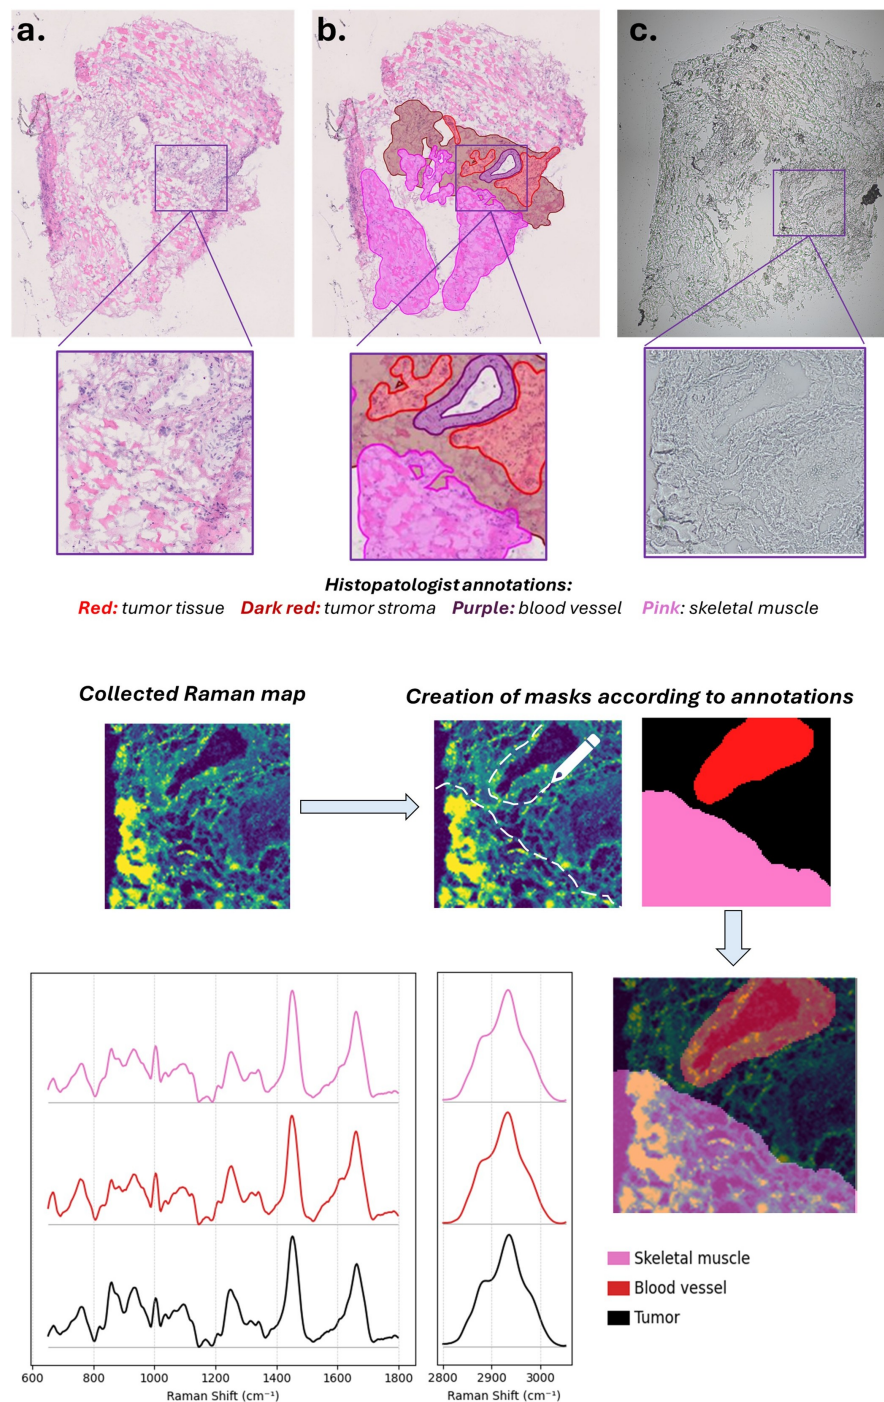 a.
b.
c.
Histopatologist annotations:
Red: tumor tissue Dark red: tumor stroma Purple: blood vessel Pink: skeletal muscle
Collected Raman map
Creation of masks according to annotations
Skeletal muscle
Blood vessel
Tumor
600 800 1000 1200 1400 1600 1800
2800 2900 3000
Raman Shift (cm⁻¹)
Raman Shift (cm⁻¹)